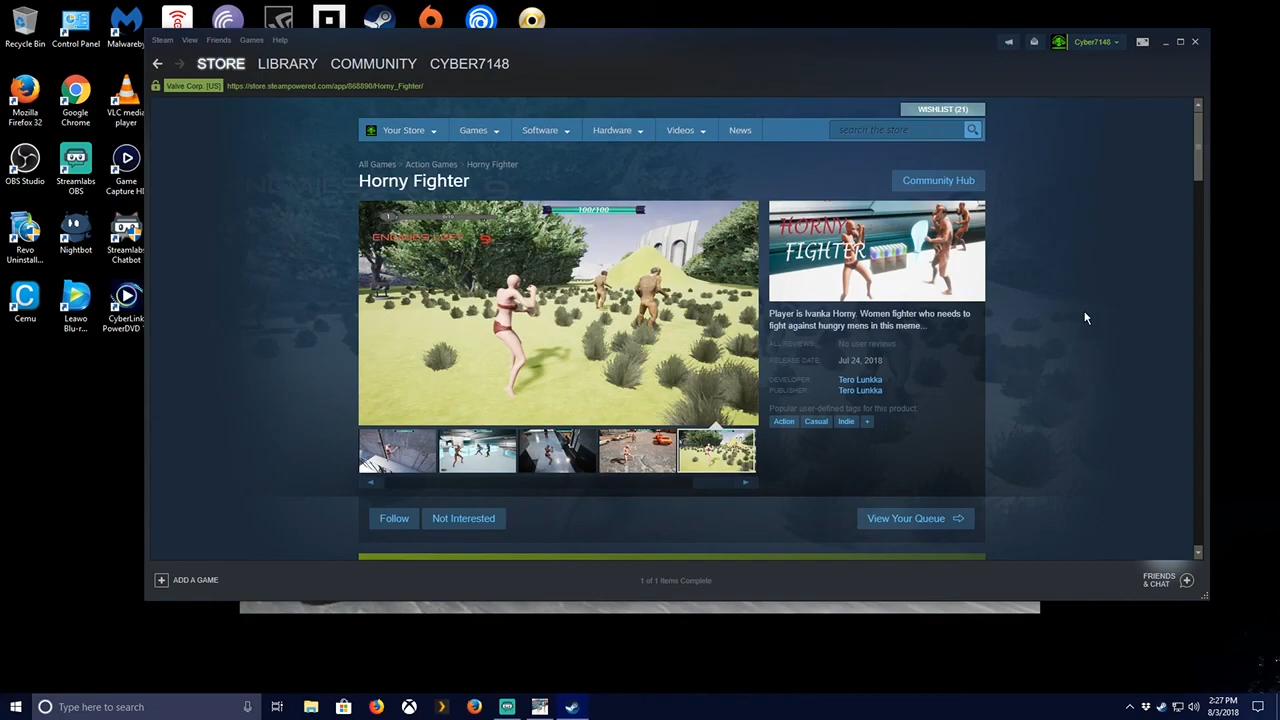 Recycle Bin
Control Panel
Malwareby
Steam View Friends Games Help
Cyber7148
STORE LIBRARY COMMUNITY CYBER7148
Valve Corp. [US] https://store.steampowered.com/app/868890/Horny_Fighter/
Mozilla Firefox 32
Google Chrome
VLC media player
WISHLIST (21)
Your Store Games Software Hardware Videos News search the store
All Games > Action Games > Horny Fighter
Horny Fighter
Community Hub
OBS Studio
Streamlabs OBS
Game Capture HD
1
100/100
ENEMIES LEFT 5
HORNY
FIGHTER
Revo Uninstall...
Nightbot
Streamlabs Chatbot
Player is Ivanka Horny. Women fighter who needs to
fight against hungry mens in this meme...
Cemu
Leawo Blu-r...
CyberLink PowerDVD
ALL REVIEWS: No user reviews
RELEASE DATE: Jul 24, 2018
DEVELOPER: Tero Lunkka
PUBLISHER: Tero Lunkka
Popular user-defined tags for this product:
Action Casual Indie +
Follow Not Interested View Your Queue
ADD A GAME
1 of 1 Items Complete
FRIENDS
& CHAT
Type here to search
2:27 PM
8/3/2018